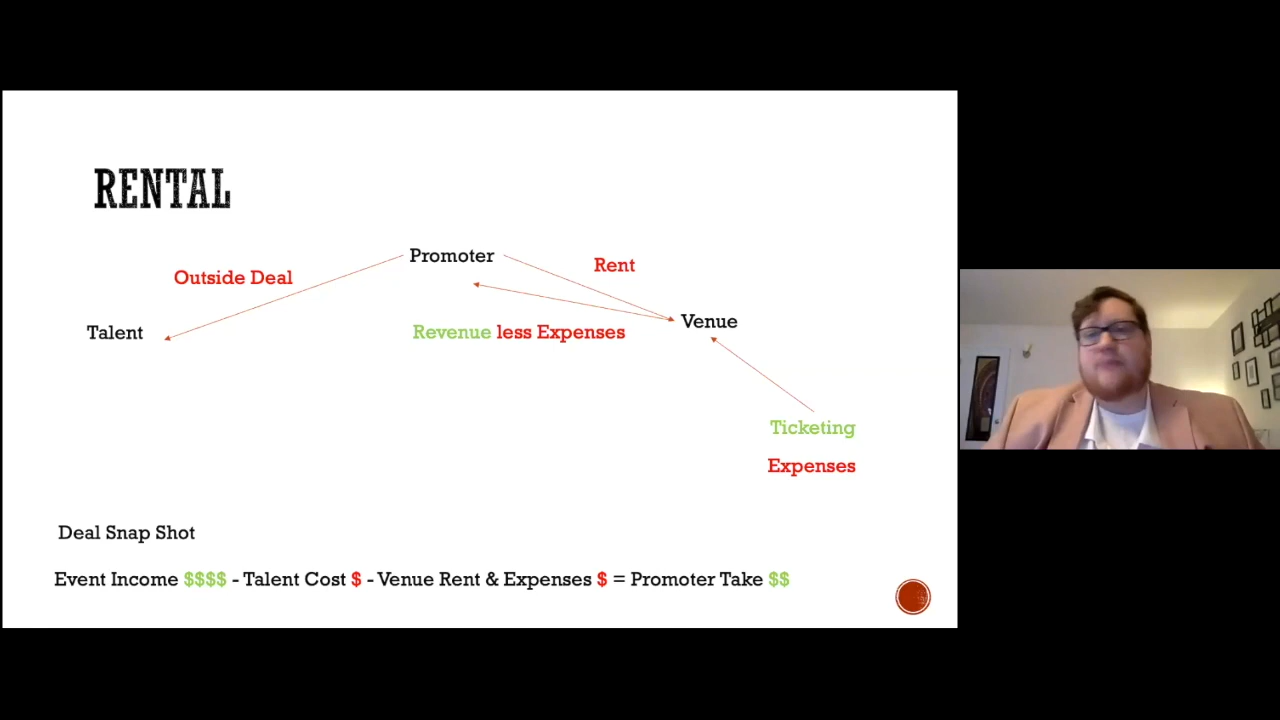 RENTAL
Promoter
Rent
Outside Deal
Venue
Talent
Revenue less Expenses
Ticketing
Expenses
Deal Snap Shot
Event Income $$$$ - Talent Cost $ - Venue Rent & Expenses $ = Promoter Take $$